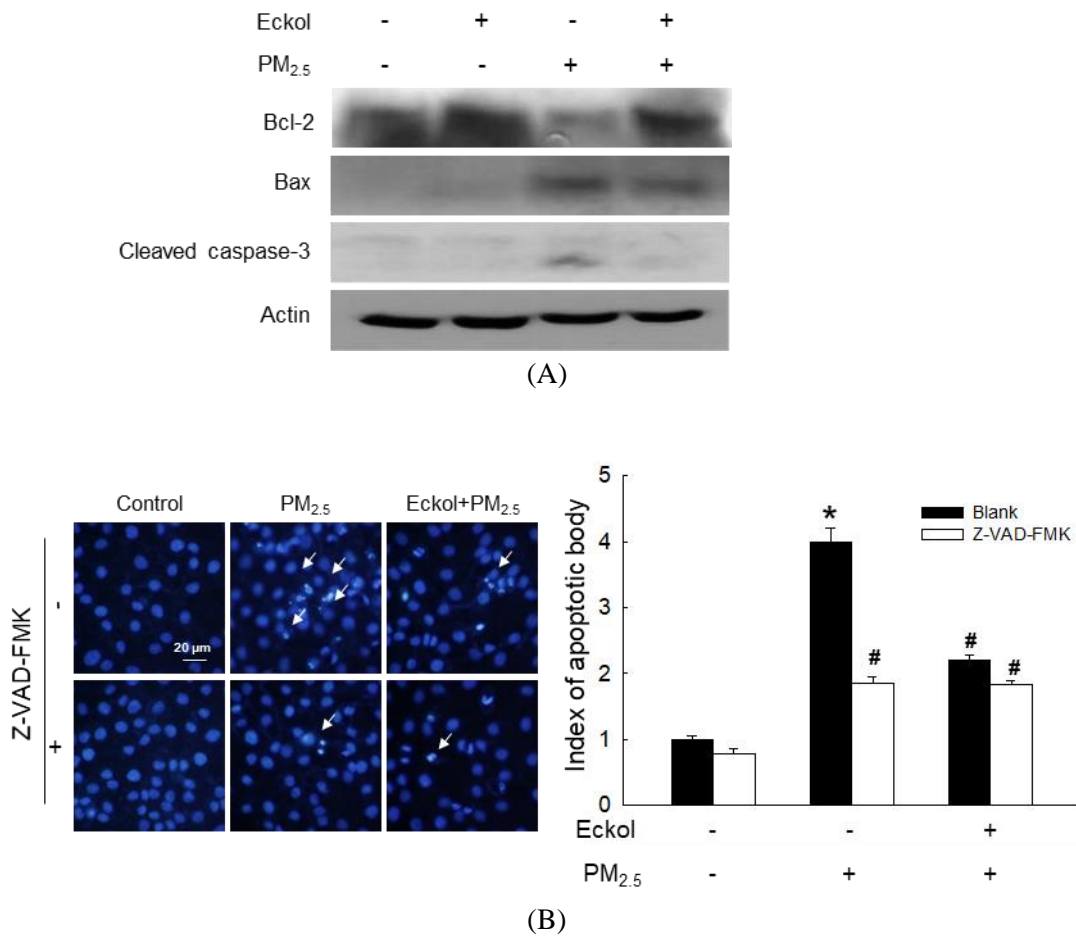 Eckol - + - +
PM2.5 - - + +
Bcl-2
Bax
Cleaved caspase-3
Actin
(A)
Control PM2.5 Eckol+PM2.5
Z-VAD-FMK
-
+
20 µm
Index of apoptotic body
5
4
3
2
1
0
*
#
#
#
Blank
Z-VAD-FMK
Eckol - - +
PM2.5 - + +
(B)